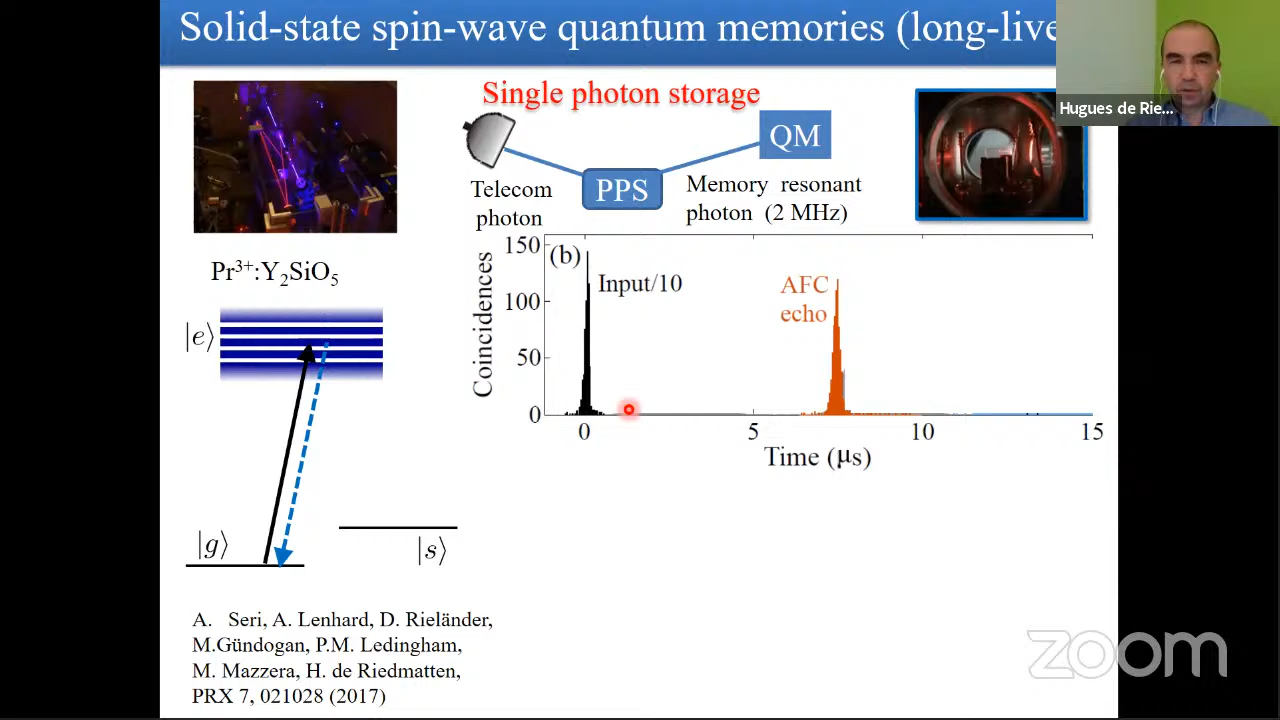 Solid-state spin-wave quantum memories (long-live
Hugues de Rie...
Single photon storage
QM
PPS
Telecom
photon
Memory resonant
photon (2 MHz)
Pr3+:Y2SiO5
|e⟩
|g⟩
|s⟩
Coincidences
150
100
50
0
(b)
Input/10
AFC
echo
0 5 10 15
Time (μs)
A. Seri, A. Lenhard, D. Rieländer,
M.Gündogan, P.M. Ledingham,
M. Mazzera, H. de Riedmatten,
PRX 7, 021028 (2017)
zoom